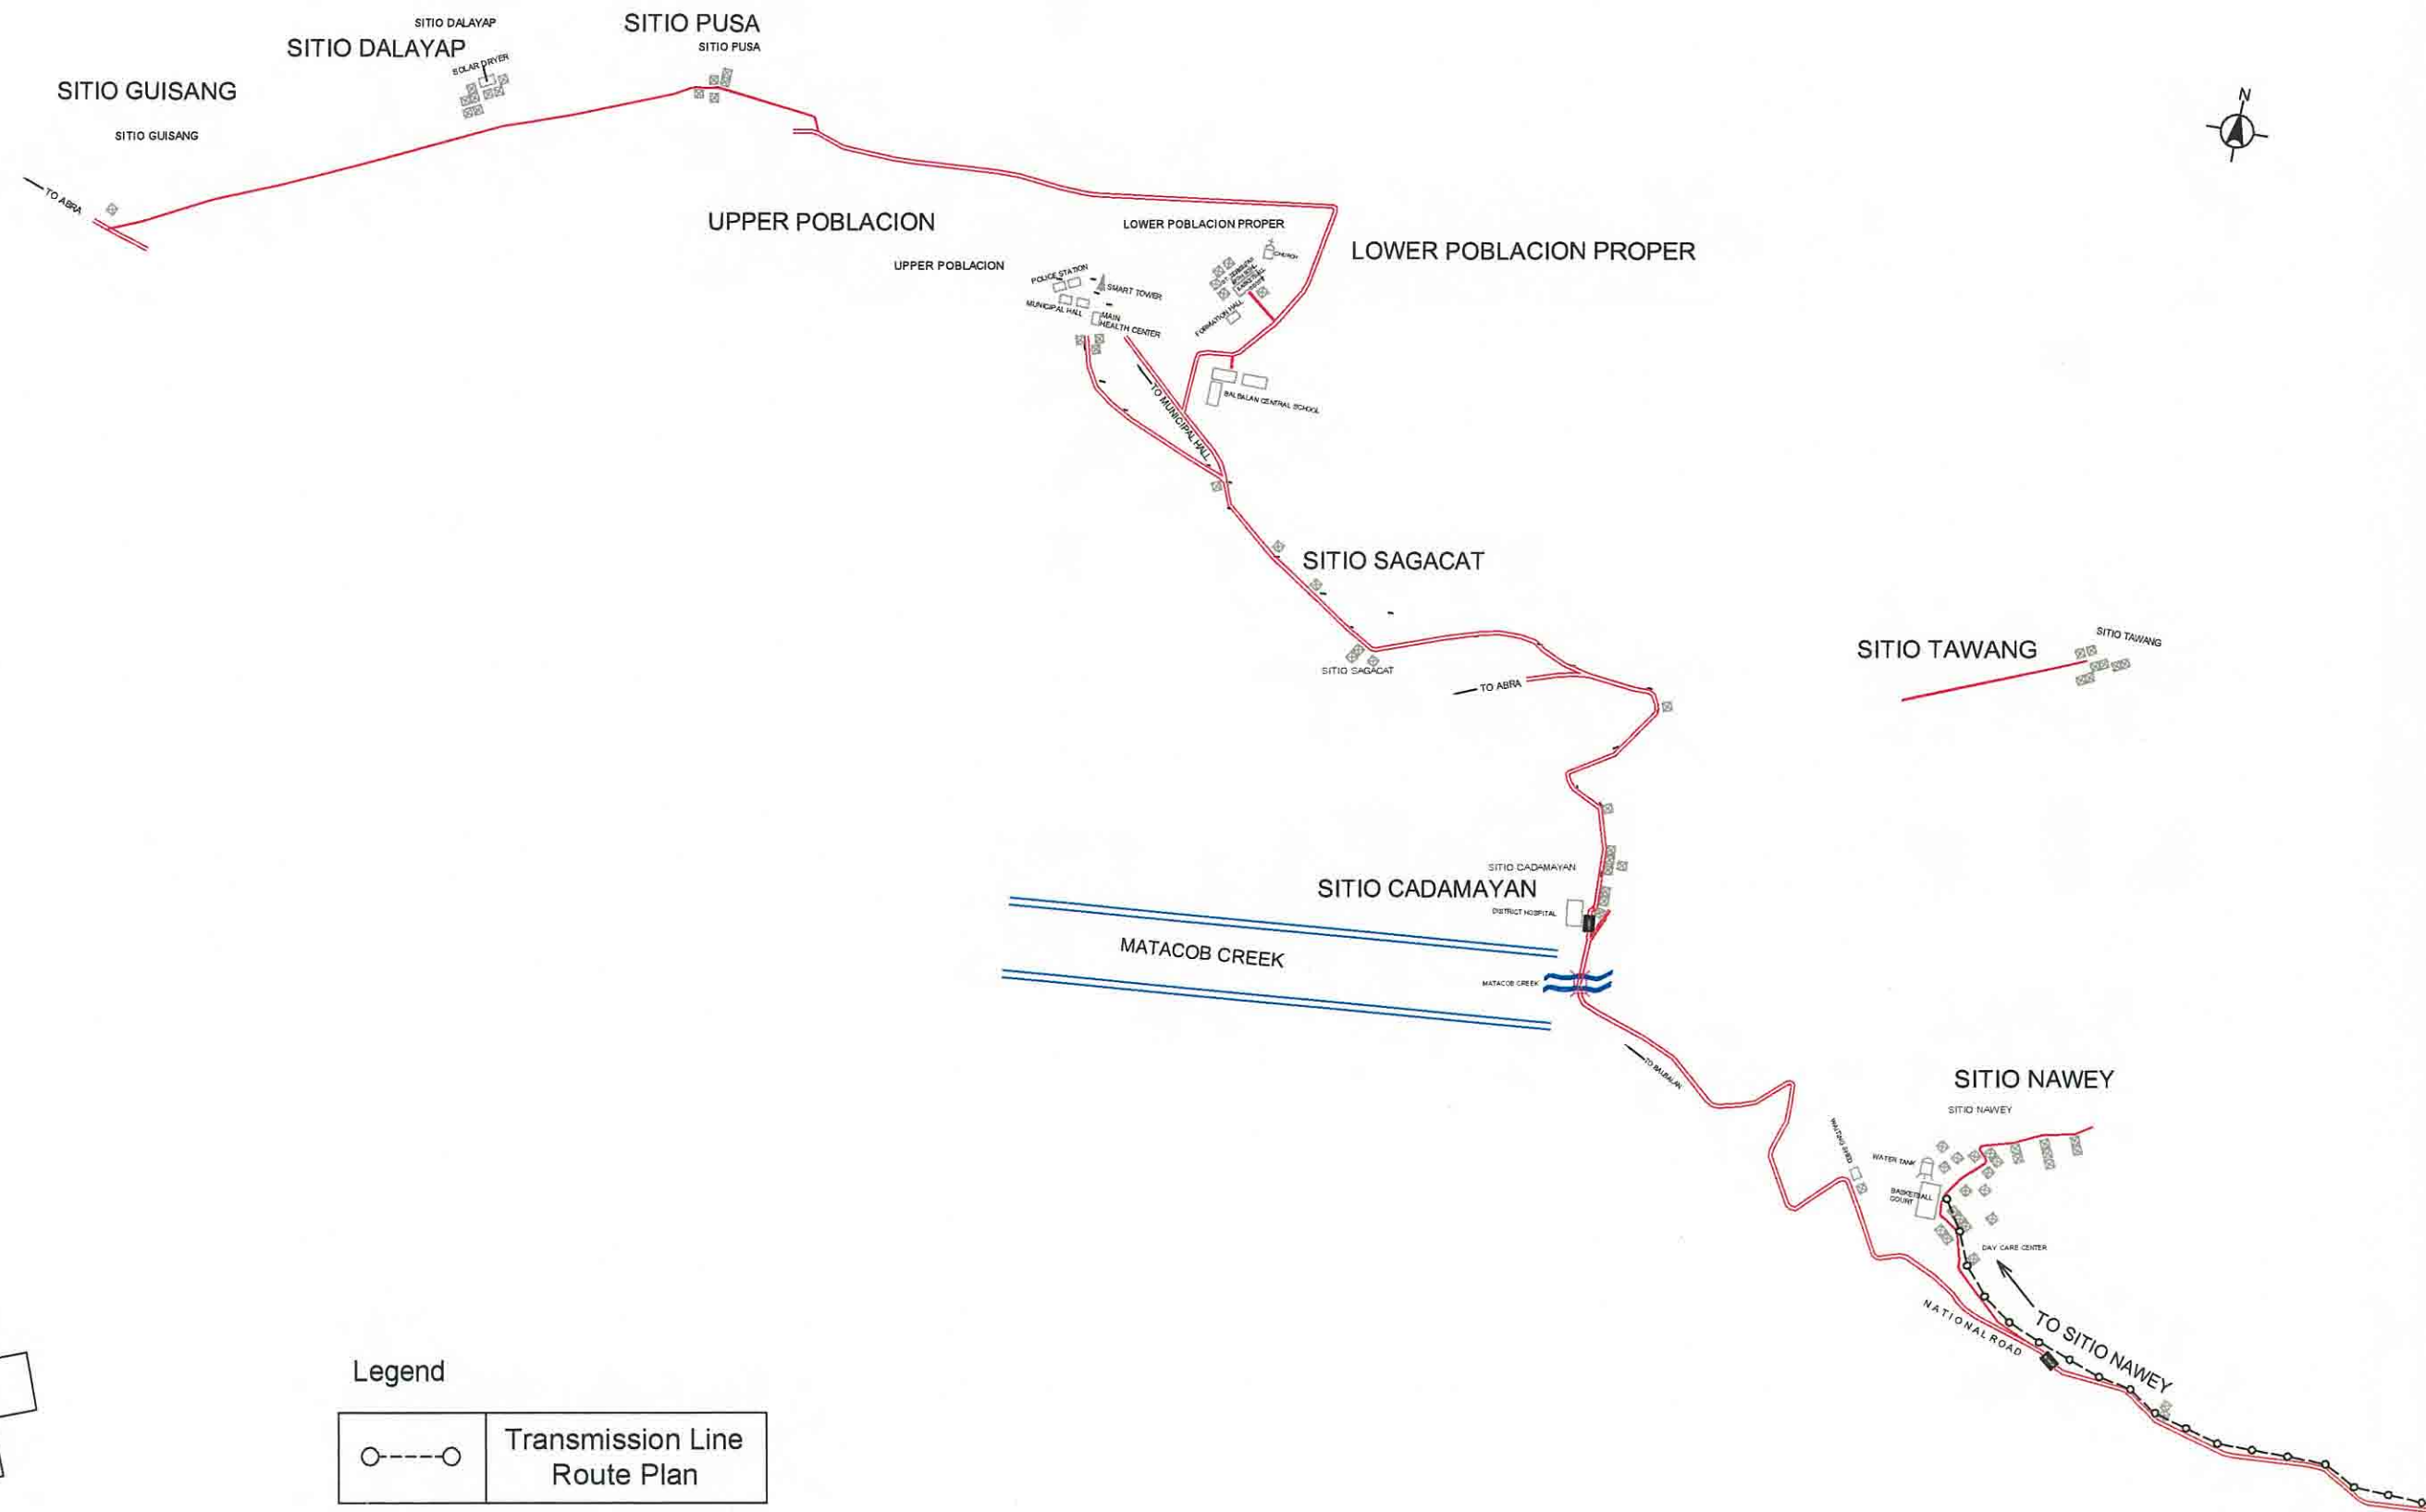 SITIO DALAYAP
SITIO DALAYAP
SOLAR DRYER
SITIO PUSA
SITIO PUSA
SITIO GUISANG
SITIO GUISANG
TO ABRA
N
UPPER POBLACION
UPPER POBLACION
LOWER POBLACION PROPER
LOWER POBLACION PROPER
CHURCH
POLICE STATION
SMART TOWER
MUNICIPAL HALL
MAIN
HEALTH CENTER
FORMATION HALL
TO MUNICIPAL HALL
BALBALAN CENTRAL SCHOOL
SITIO SAGACAT
SITIO SAGACAT
TO ABRA
SITIO TAWANG
SITIO TAWANG
SITIO CADAMAYAN
SITIO CADAMAYAN
DISTRICT HOSPITAL
MATACOB CREEK
MATACOB CREEK
TO BALBALAN
SITIO NAWEY
SITIO NAWEY
WAITING SHED
WATER TANK
BASKETBALL
COURT
DAY CARE CENTER
NATIONAL ROAD
TO SITIO NAWEY
Legend
Transmission Line
Route Plan